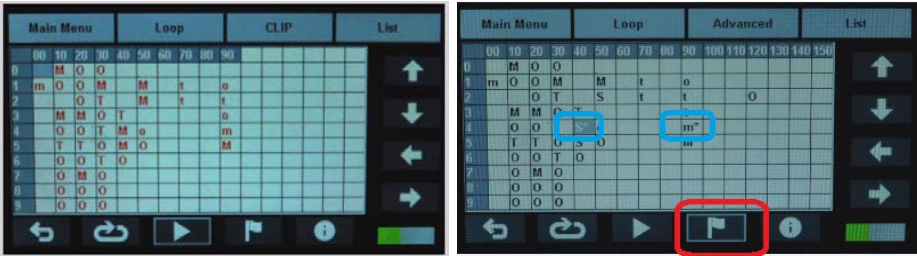 Main Menu Loop CLIP List
00 10 20 30 40 50 60 70 80 90
0 M O O
1 m O O M M t o
2 O T M t t
3 M M O T o
4 O O T M o m
5 T T O M O M
6 O O T O
7 O M O
8 O O O
9 O O O
Main Menu Loop Advanced List
00 10 20 30 40 50 60 70 80 90 100 110 120 130 140 150
0 M O O
1 m O O M M t o
2 O T S t t O
3 M M O T
4 O O S* m*
5 T T O S O
6 O O T O
7 O M O
8 O O O
9 O O O